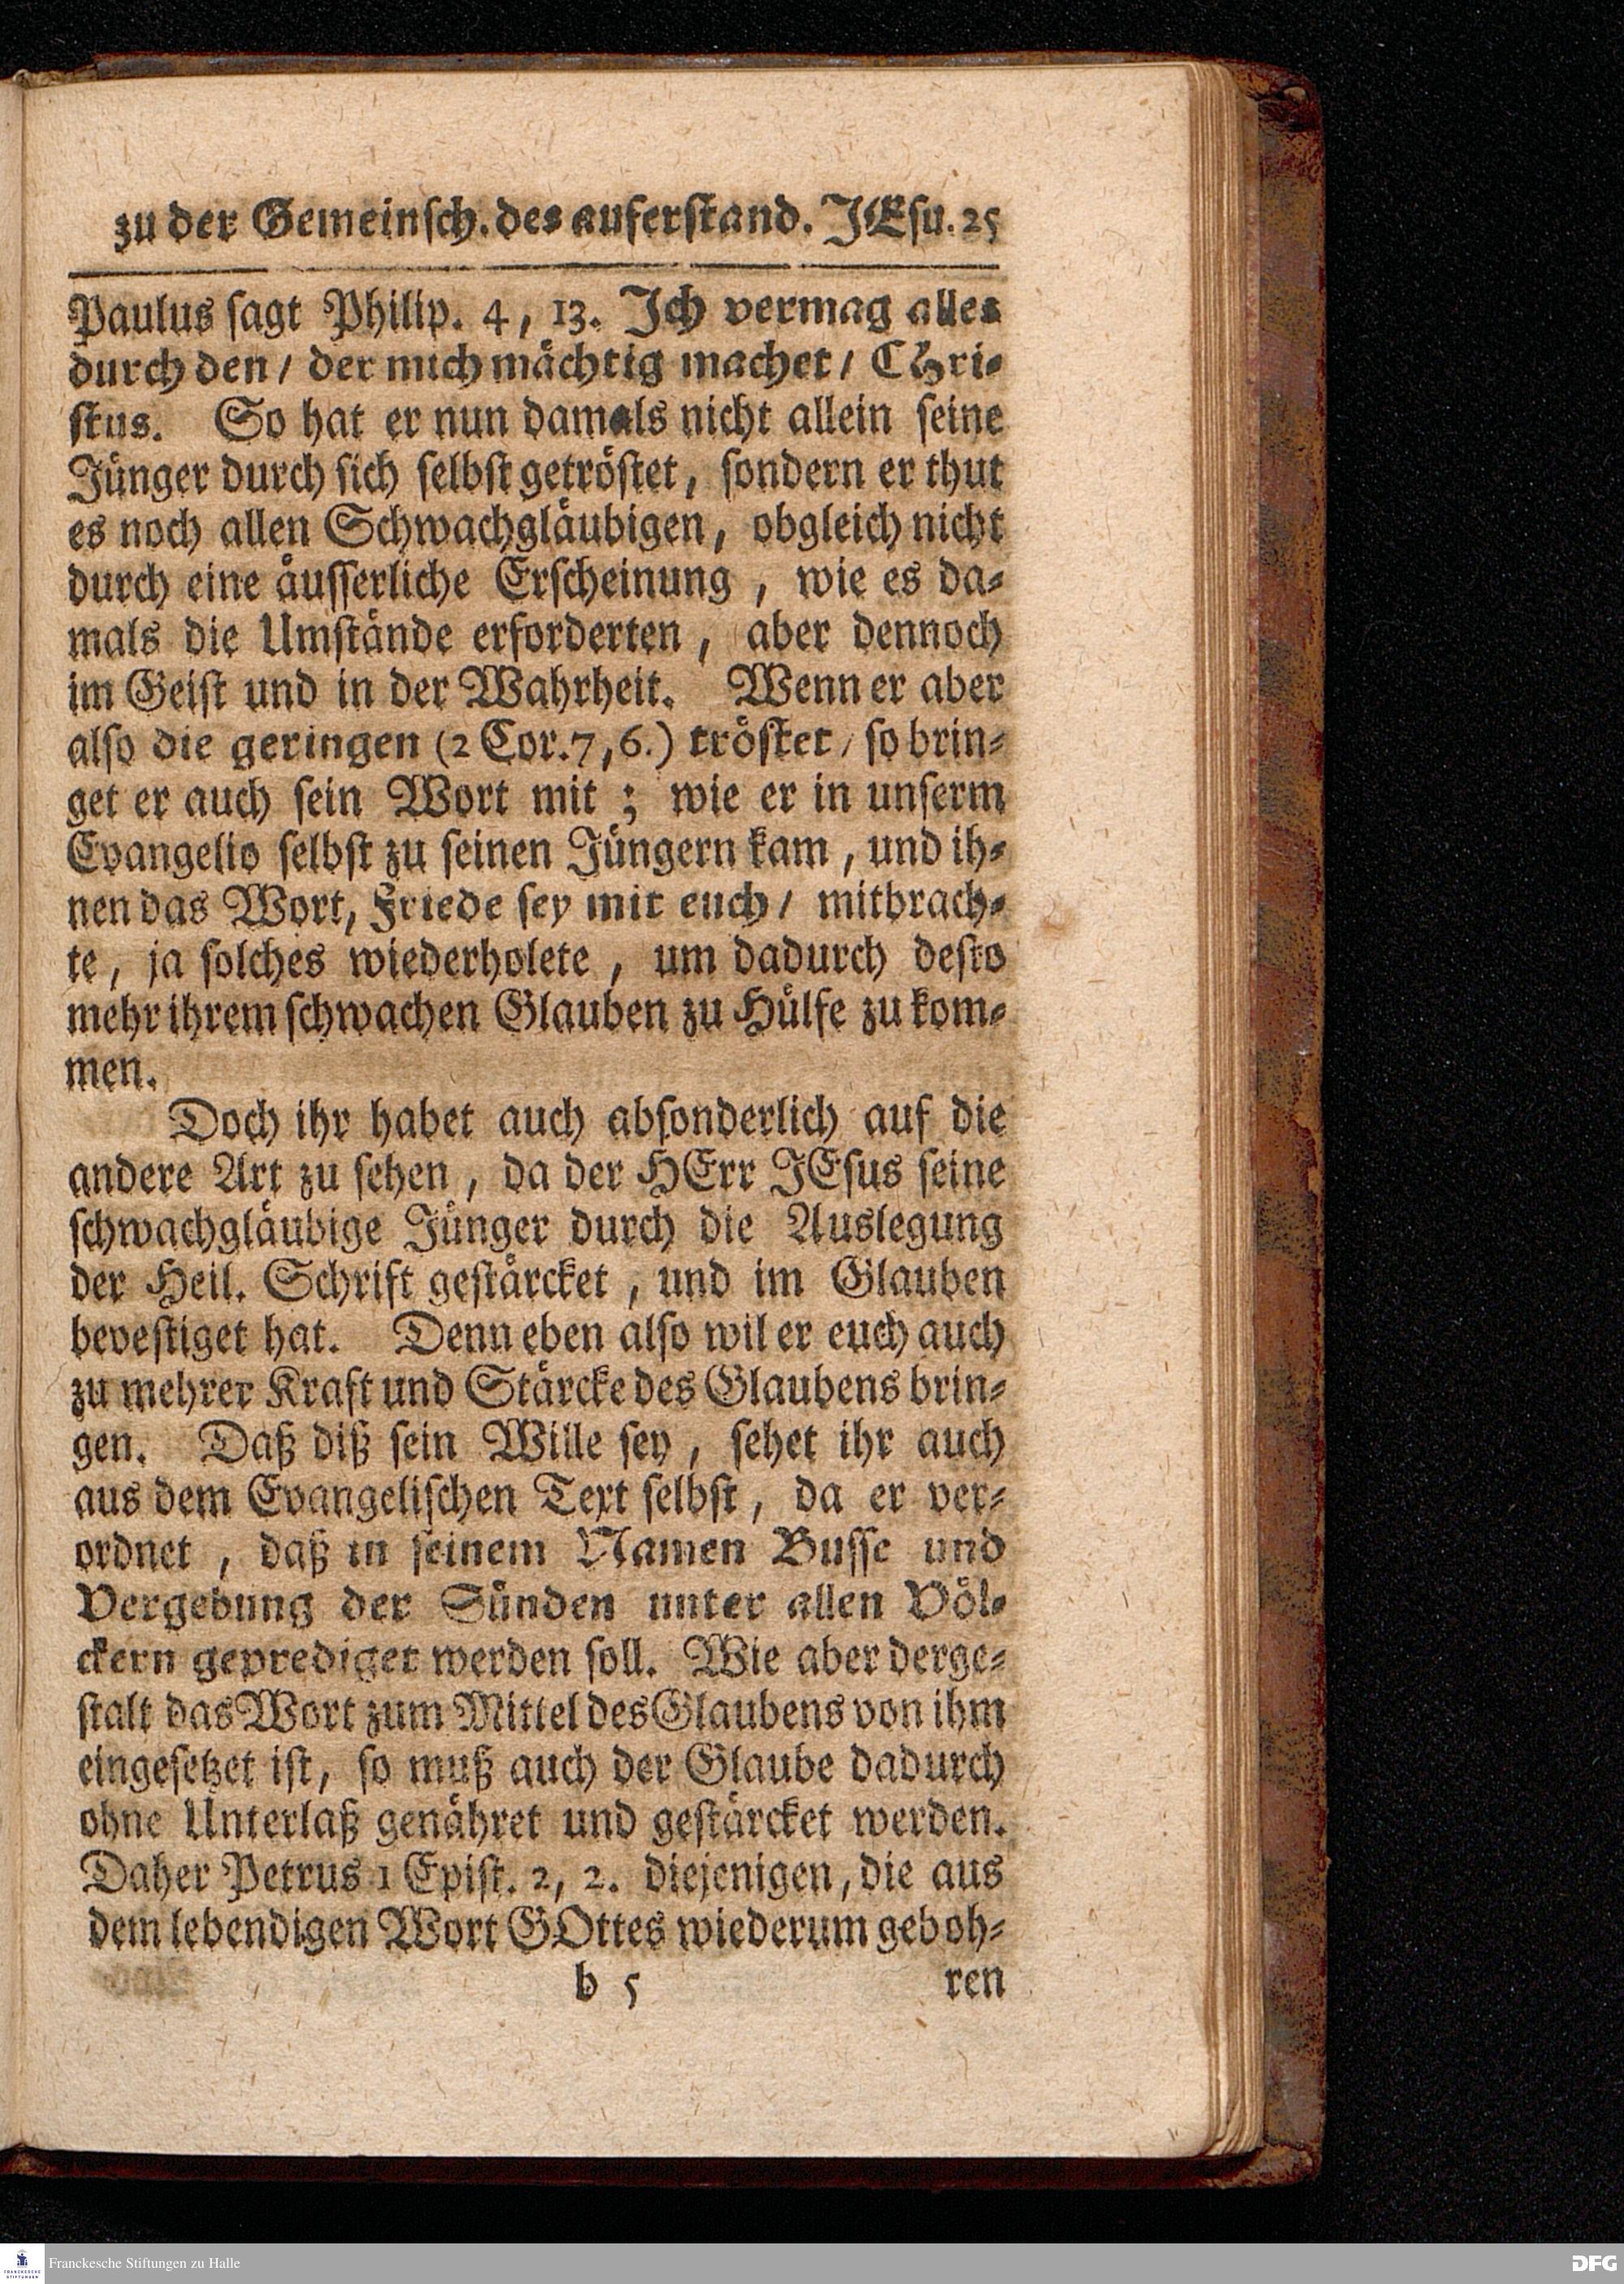 zu der Gemeinsch. des auferstand. JEsu. 25
Paulus sagt Philip. 4, 13. Ich vermag alles
durch den / der mich mächtig machet / CHri-
stus. So hat er nun damals nicht allein seine
Jünger durch sich selbst getröstet, sondern er thut
es noch allen Schwachgläubigen, obgleich nicht
durch eine äusserliche Erscheinung, wie es da-
mals die Umstände erforderten, aber dennoch
im Geist und in der Wahrheit. Wenn er aber
also die geringen (2 Cor. 7, 6.) tröstet / so brin-
get er auch sein Wort mit; wie er in unserm
Evangelio selbst zu seinen Jüngern kam, und ih-
nen das Wort, Friede sey mit euch / mitbrach-
te, ja solches wiederholete, um dadurch desto
mehr ihrem schwachen Glauben zu Hülfe zu kom-
men.
Doch ihr habet auch absonderlich auf die
andere Art zu sehen, da der HErr JEsus seine
schwachgläubige Jünger durch die Auslegung
der Heil. Schrift gestärcket, und im Glauben
bevestiget hat. Denn eben also wil er euch auch
zu mehrer Kraft und Stärcke des Glaubens brin-
gen. Daß diß sein Wille sey, sehet ihr auch
aus dem Evangelischen Text selbst, da er ver-
ordnet, daß in seinem Namen Busse und
Vergebung der Sünden unter allen Völ-
ckern geprediget werden soll. Wie aber derge-
stalt das Wort zum Mittel des Glaubens von ihm
eingesetzet ist, so muß auch der Glaube dadurch
ohne Unterlaß genähret und gestärcket werden.
Daher Petrus 1 Epist. 2, 2. diejenigen, die aus
dem lebendigen Wort GOttes wiederum geboh-
b 5 ren
FRANCKESCHE STIFTUNGEN
Franckesche Stiftungen zu Halle
DFG